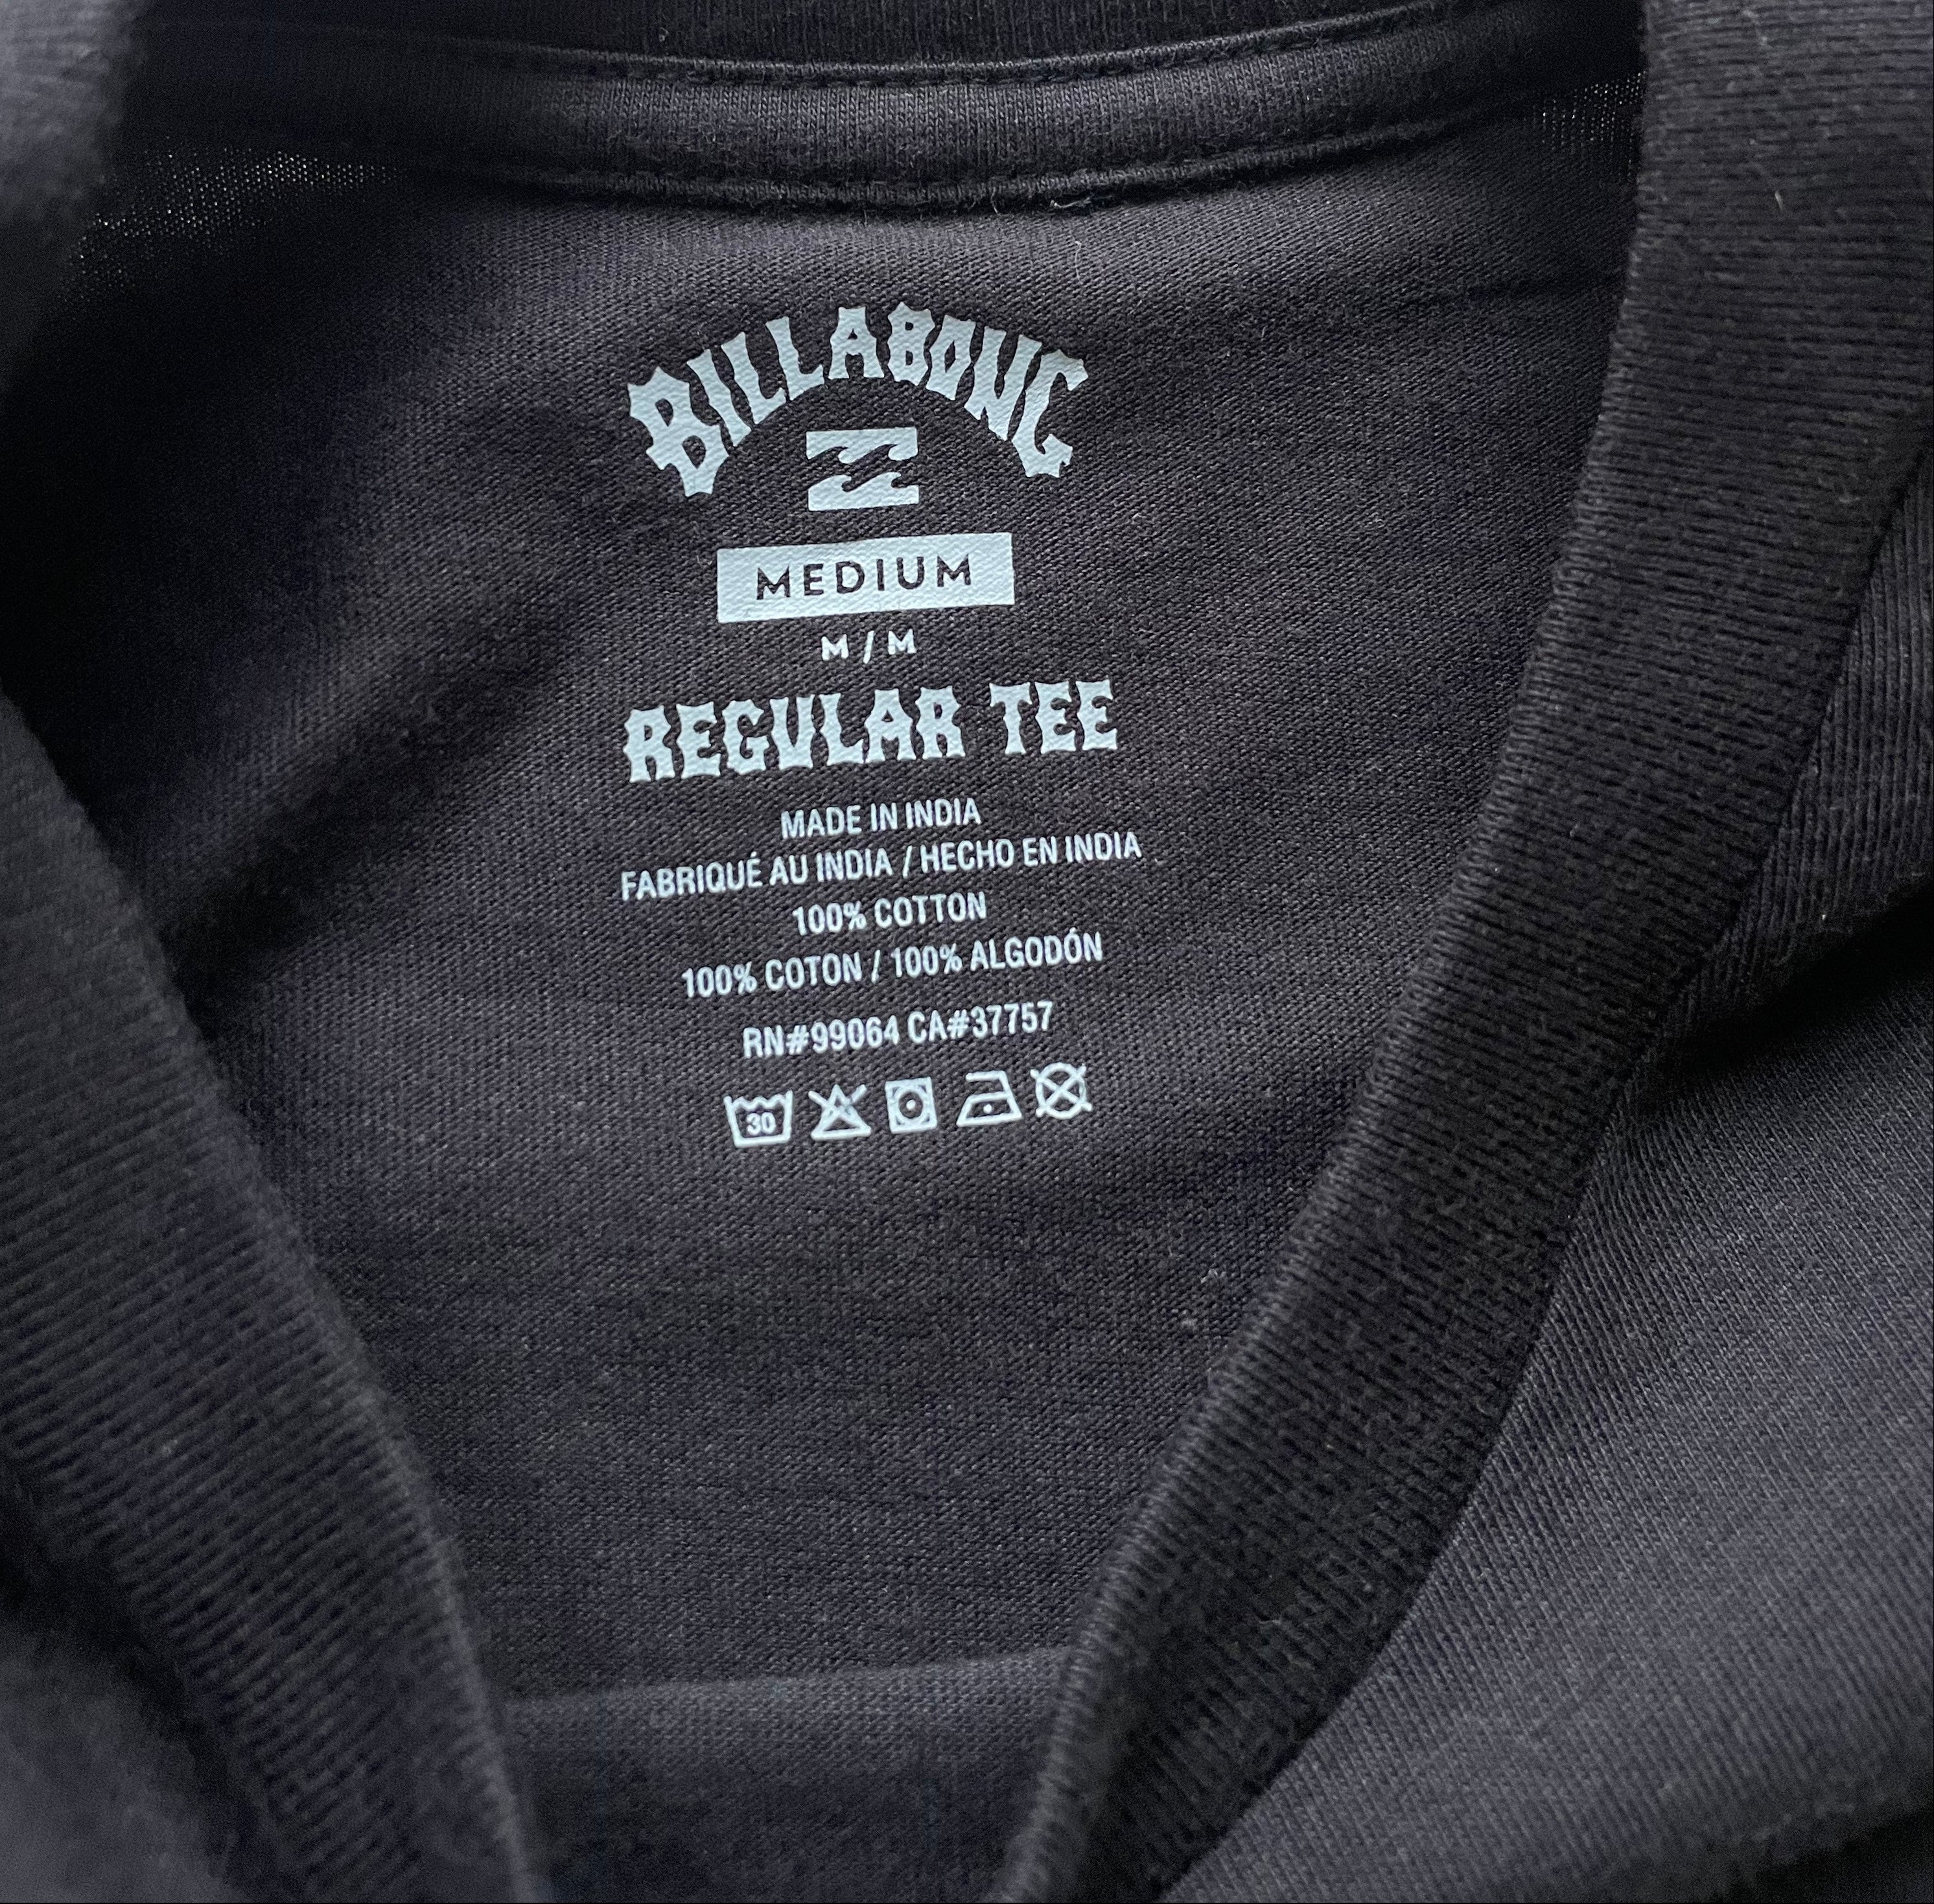 BILLABONG
MEDIUM
M / M
REGULAR TEE
MADE IN INDIA
FABRIQUÉ AU INDIA / HECHO EN INDIA
100% COTTON
100% COTON / 100% ALGODÓN
RN#99064 CA#37757
30